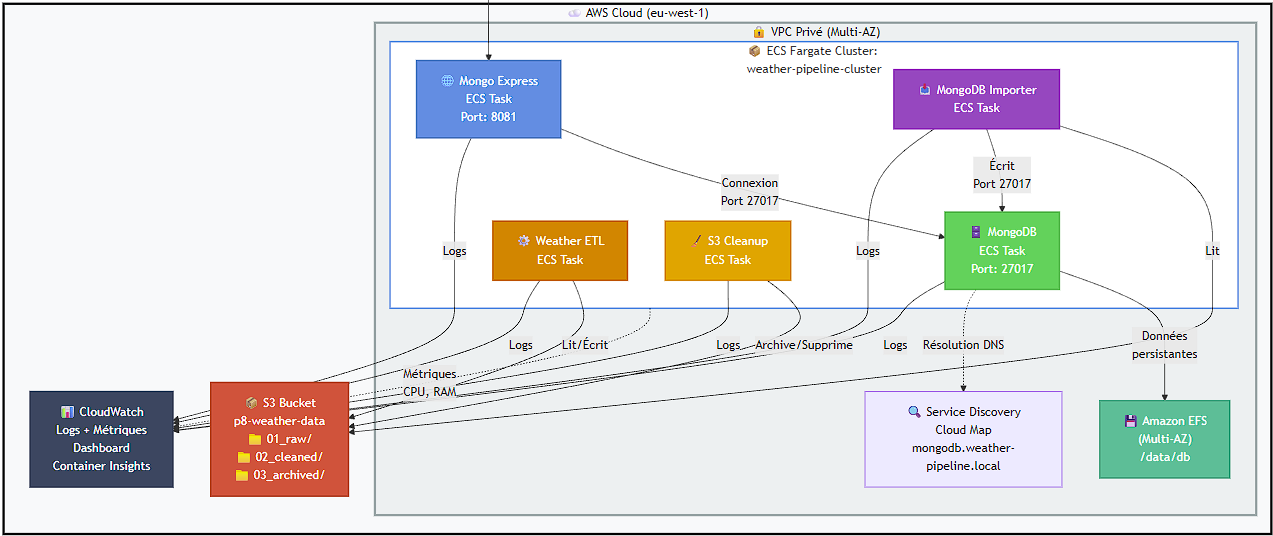 ☁️ AWS Cloud (eu-west-1)
🔒 VPC Privé (Multi-AZ)
📦 ECS Fargate Cluster:
weather-pipeline-cluster
🌐 Mongo Express
ECS Task
Port: 8081
📥 MongoDB Importer
ECS Task
Écrit
Port 27017
Connexion
Port 27017
⚙️ Weather ETL
ECS Task
🧹 S3 Cleanup
ECS Task
🗄️ MongoDB
ECS Task
Port: 27017
Logs
Logs
Lit
Logs
Lit/Écrit
Logs
Archive/Supprime
Logs
Résolution DNS
Données
persistantes
Métriques
CPU, RAM
📊 CloudWatch
Logs + Métriques
Dashboard
Container Insights
📦 S3 Bucket
p8-weather-data
📁 01_raw/
📁 02_cleaned/
📁 03_archived/
🔍 Service Discovery
Cloud Map
mongodb.weather-
pipeline.local
💾 Amazon EFS
(Multi-AZ)
/data/db